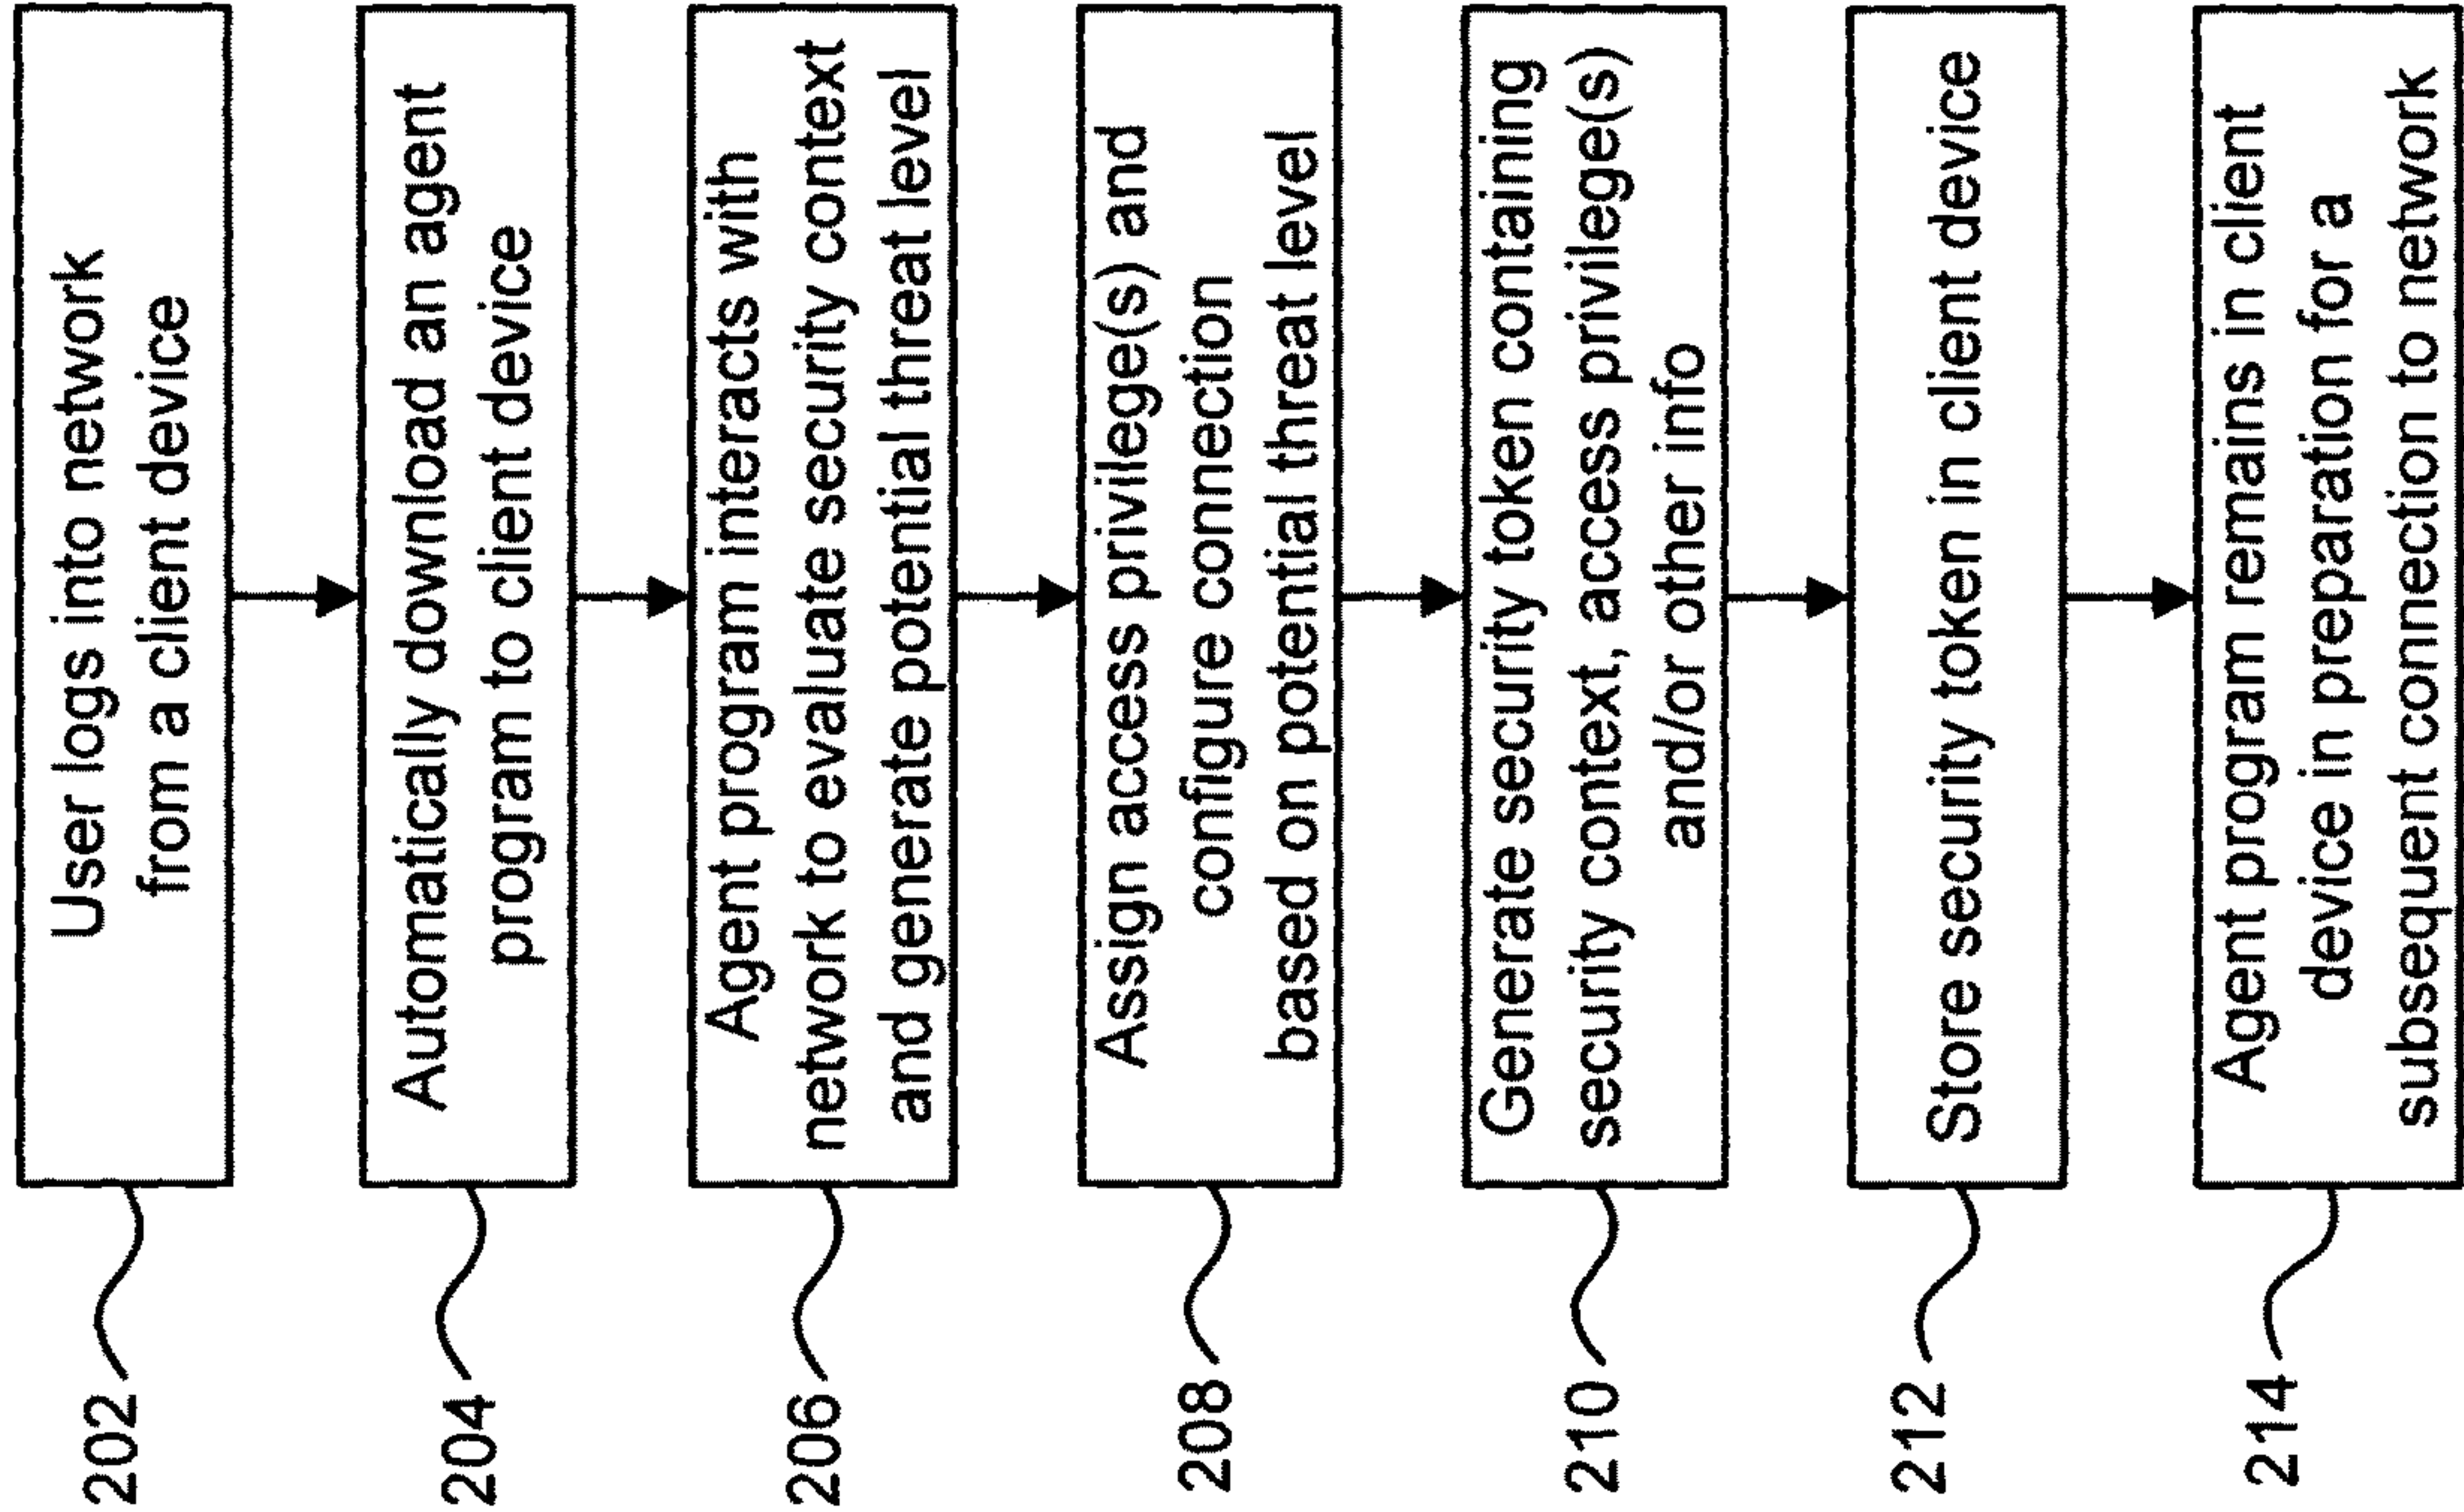 202
User logs into network
from a client device
204
Automatically download an agent
program to client device
206
Agent program interacts with
network to evaluate security context
and generate potential threat level
208
Assign access privilege(s) and
configure connection
based on potential threat level
210
Generate security token containing
security context, access privilege(s)
and/or other info
212
Store security token in client device
214
Agent program remains in client
device in preparation for a
subsequent connection to network